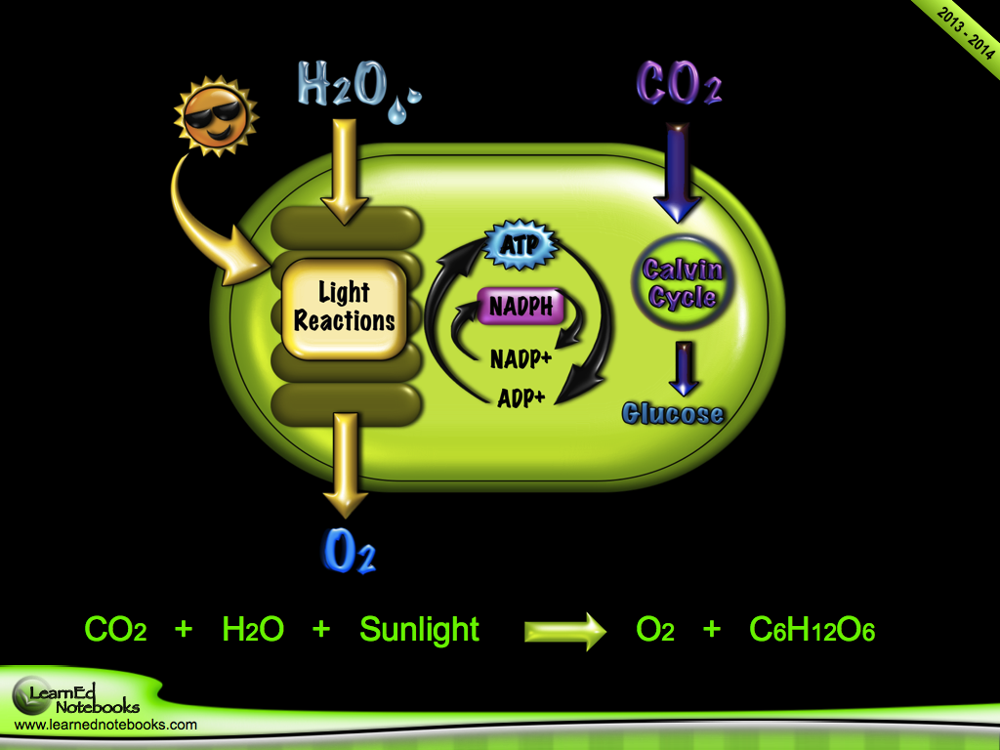 2013 - 2014
H2O
CO2
ATP
Calvin
Cycle
Light
Reactions
NADPH
NADP+
ADP+
Glucose
O2
CO2 + H2O + Sunlight O2 + C6H12O6
LearnEd
Notebooks
www.learnednotebooks.com